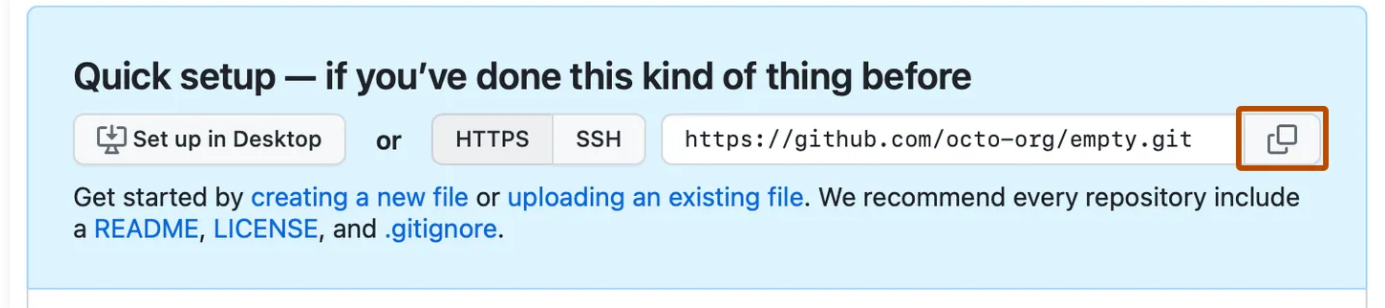 Quick setup — if you’ve done this kind of thing before
Set up in Desktop or HTTPS SSH https://github.com/octo-org/empty.git
Get started by creating a new file or uploading an existing file. We recommend every repository include
a README, LICENSE, and .gitignore.